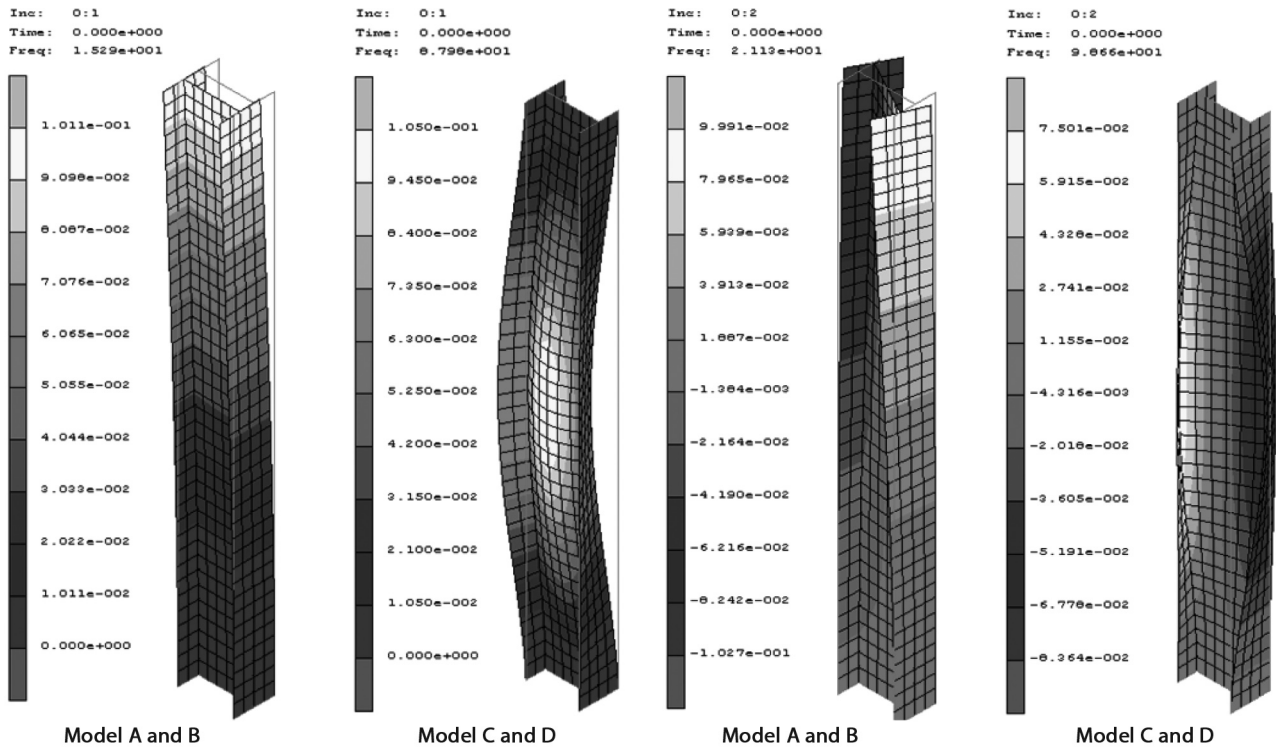 Inc: 0:1
Time: 0.000e+000
Freq: 1.529e+001
1.011e-001
9.098e-002
8.087e-002
7.076e-002
6.065e-002
5.055e-002
4.044e-002
3.033e-002
2.022e-002
1.011e-002
0.000e+000
Model A and B
Inc: 0:1
Time: 0.000e+000
Freq: 8.798e+001
1.050e-001
9.450e-002
8.400e-002
7.350e-002
6.300e-002
5.250e-002
4.200e-002
3.150e-002
2.100e-002
1.050e-002
0.000e+000
Model C and D
Inc: 0:2
Time: 0.000e+000
Freq: 2.113e+001
9.991e-002
7.965e-002
5.939e-002
3.913e-002
1.887e-002
-1.384e-003
-2.164e-002
-4.190e-002
-6.216e-002
-8.242e-002
-1.027e-001
Model A and B
Inc: 0:2
Time: 0.000e+000
Freq: 9.866e+001
7.501e-002
5.915e-002
4.328e-002
2.741e-002
1.155e-002
-4.316e-003
-2.018e-002
-3.605e-002
-5.191e-002
-6.778e-002
-8.364e-002
Model C and D